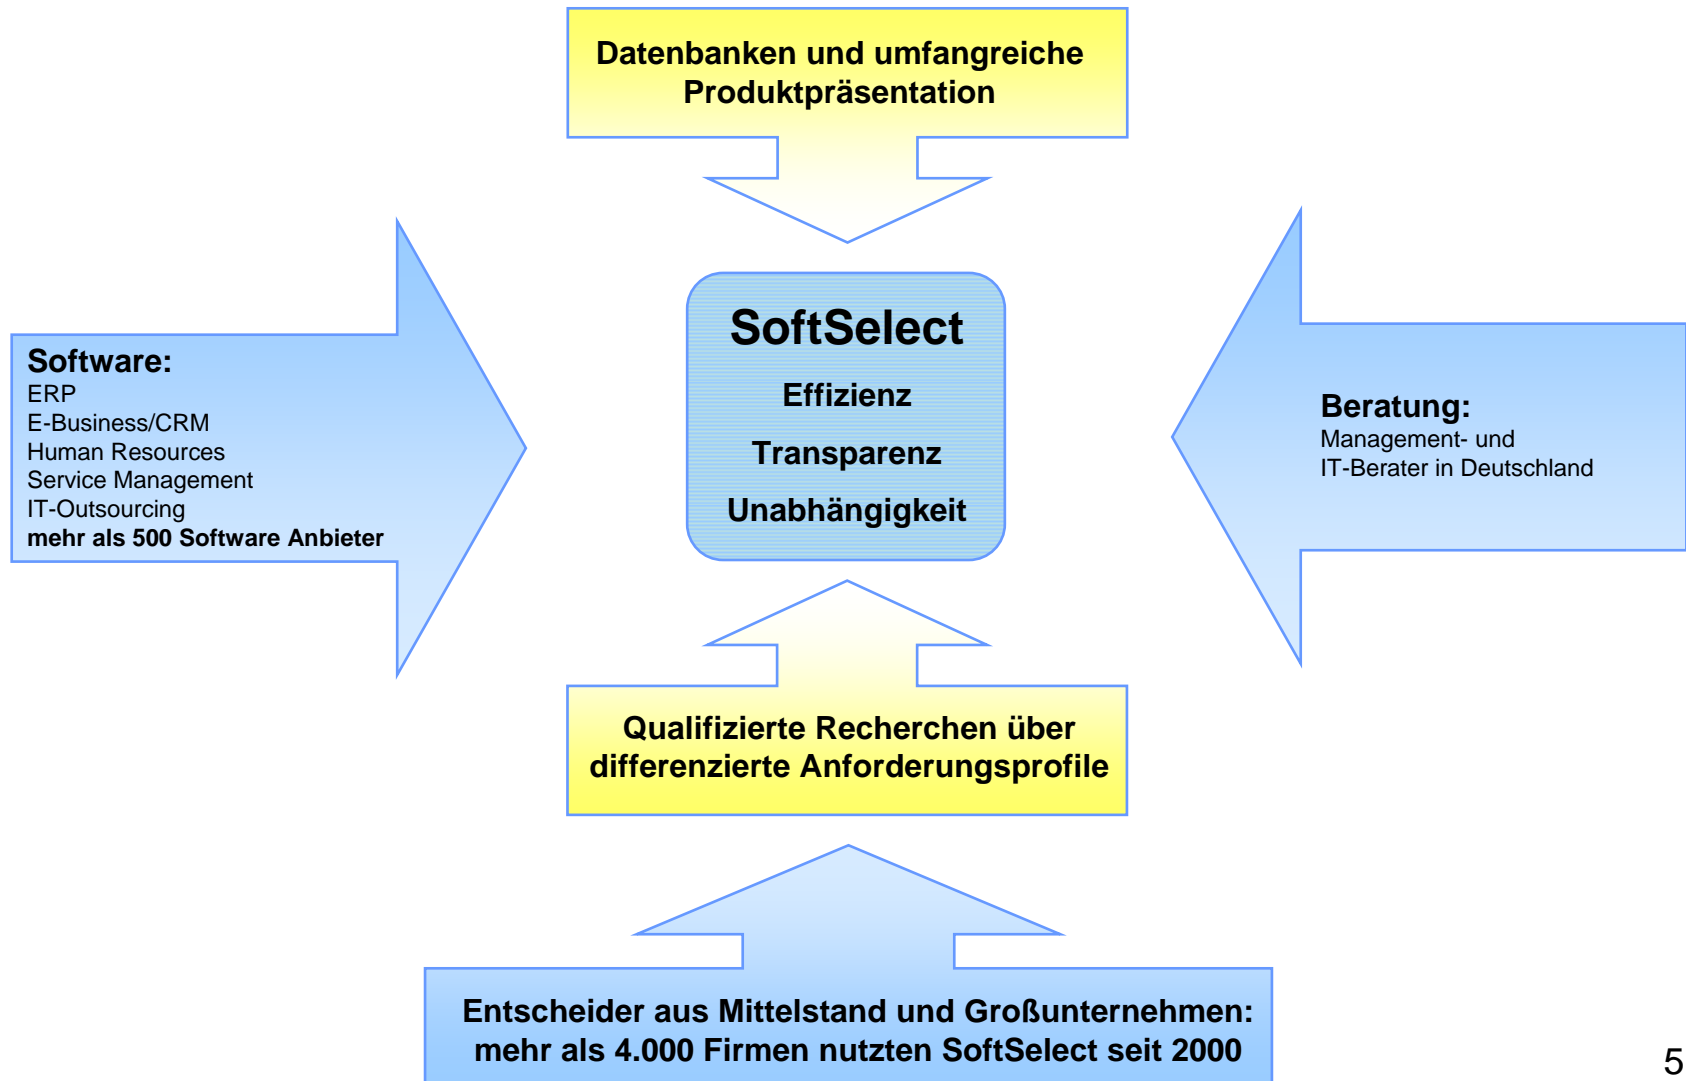 Datenbanken und umfangreiche
Produktpräsentation
Software:
ERP
E-Business/CRM
Human Resources
Service Management
IT-Outsourcing
mehr als 500 Software Anbieter
SoftSelect
Effizienz
Transparenz
Unabhängigkeit
Beratung:
Management- und
IT-Berater in Deutschland
Qualifizierte Recherchen über
differenzierte Anforderungsprofile
Entscheider aus Mittelstand und Großunternehmen:
mehr als 4.000 Firmen nutzten SoftSelect seit 2000
5